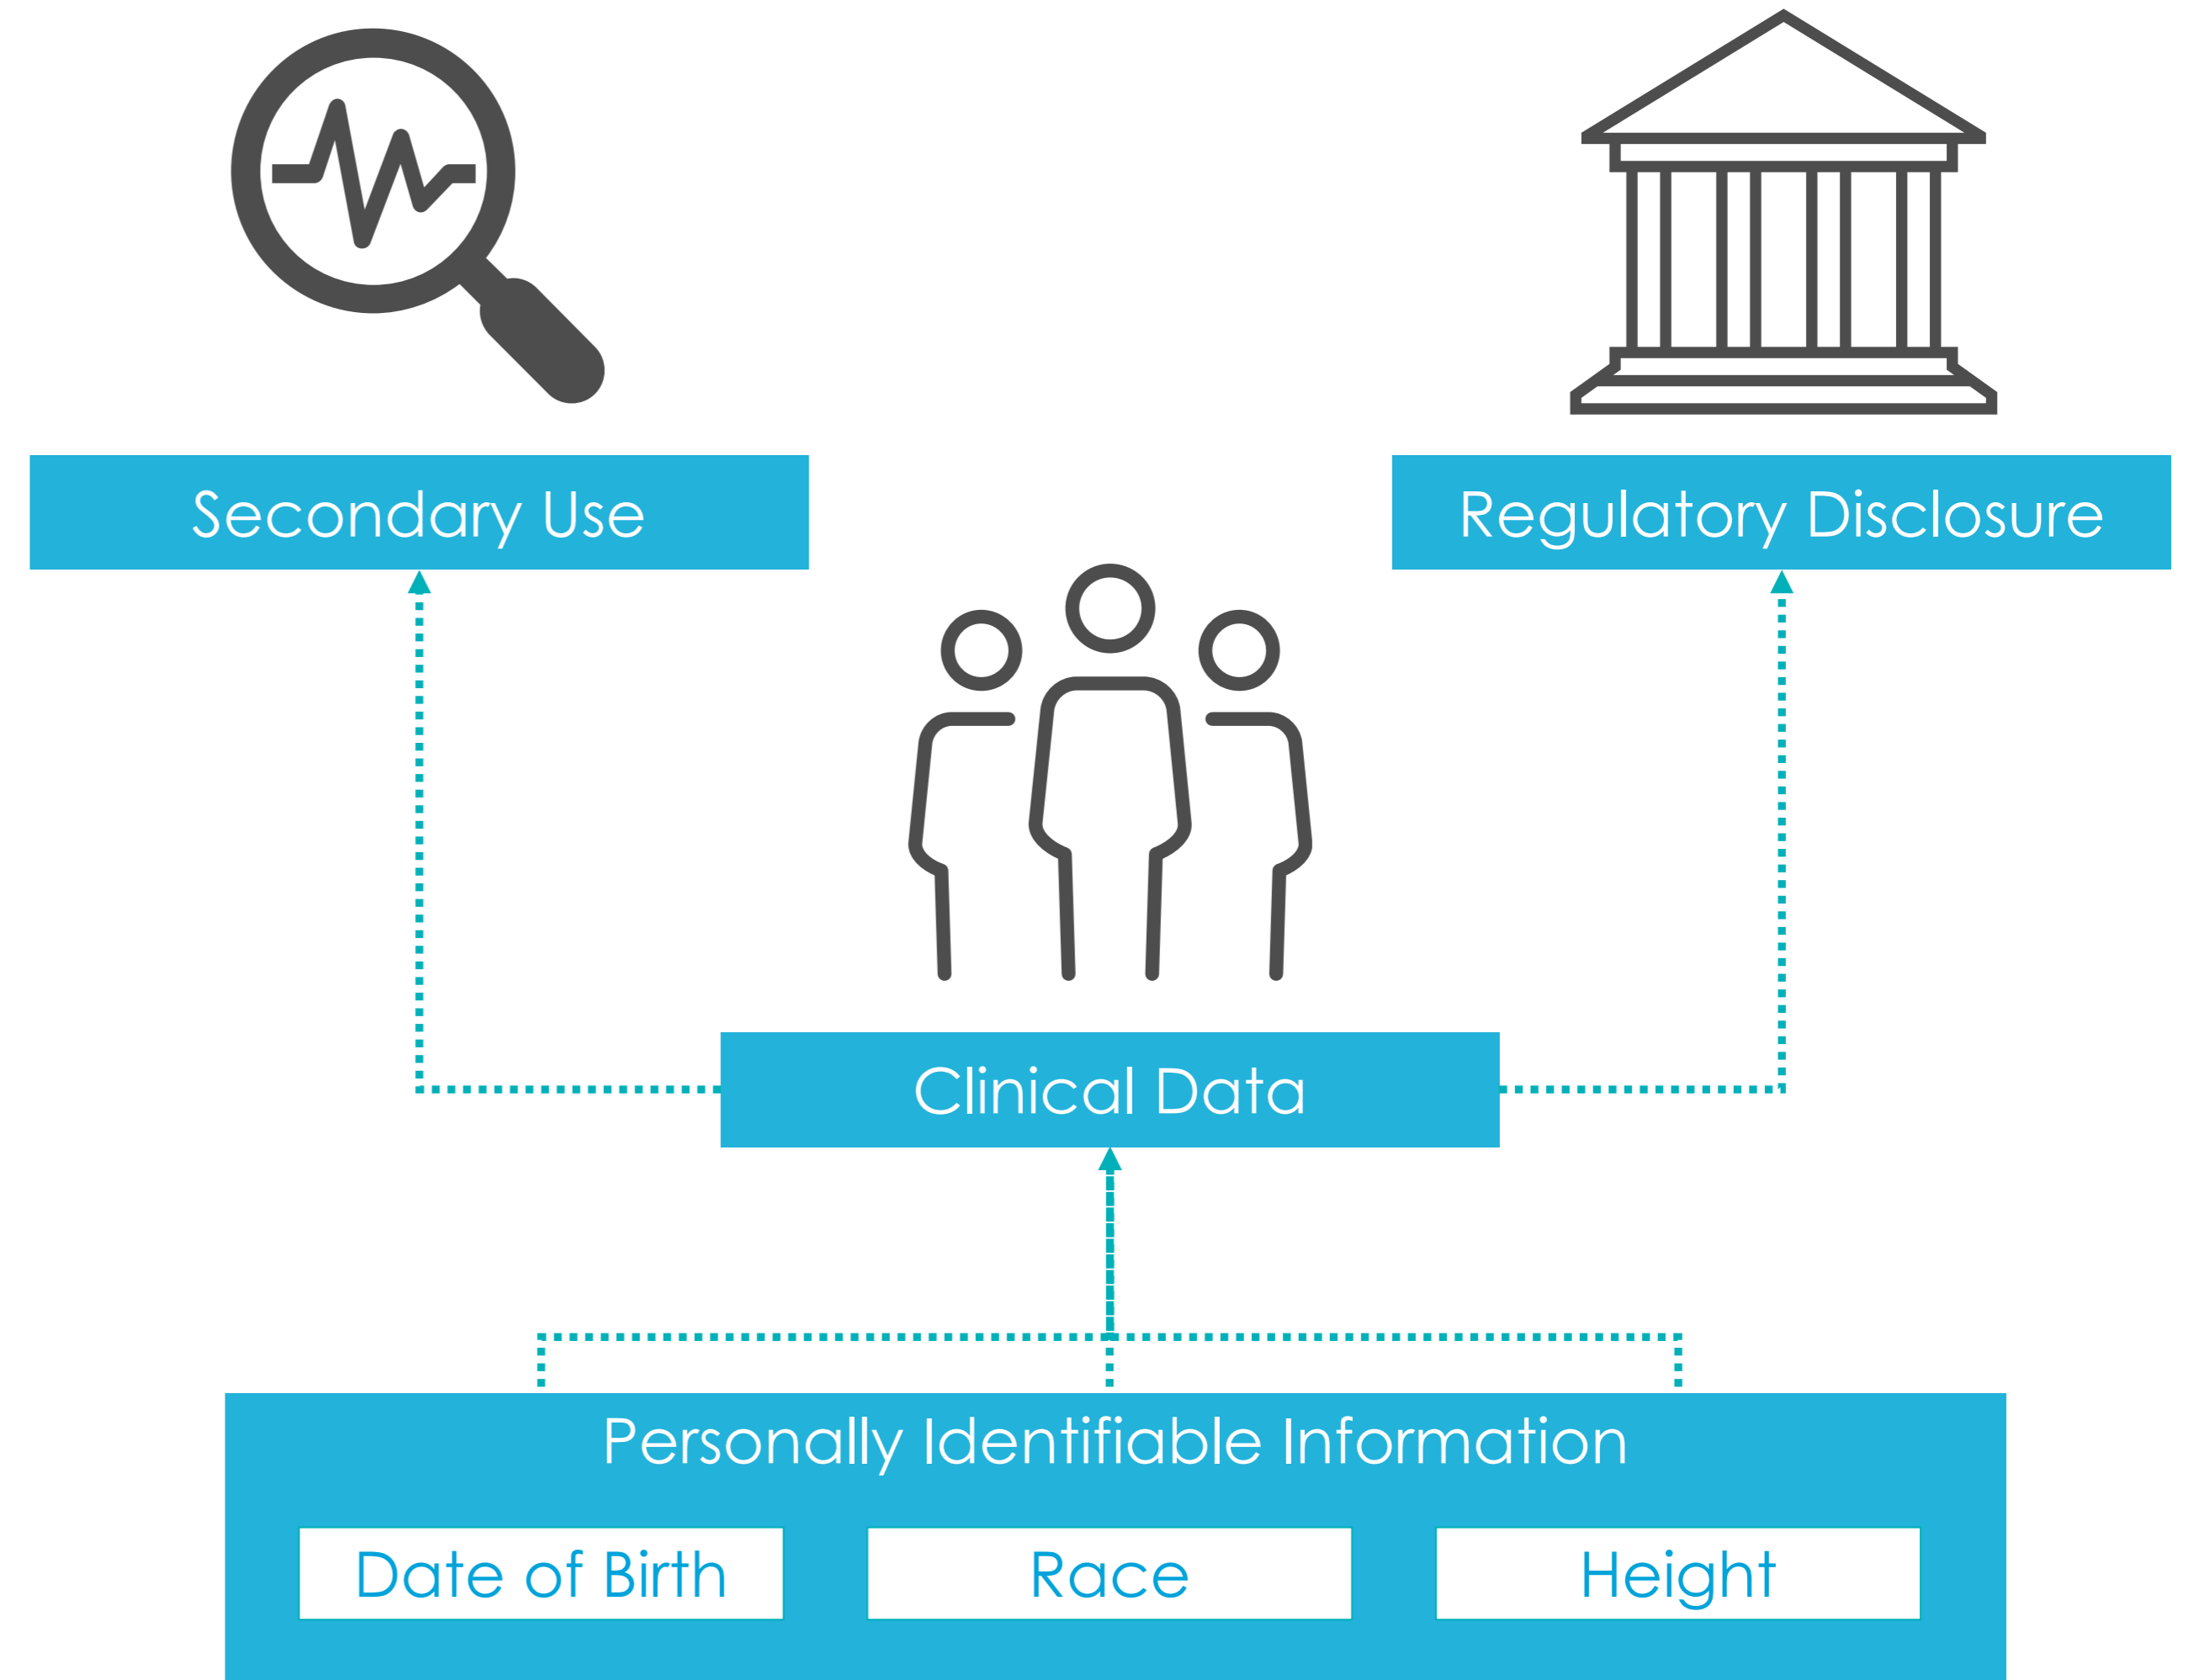 Secondary Use
Regulatory Disclosure
Clinical Data
Personally Identifiable Information
Date of Birth
Race
Height